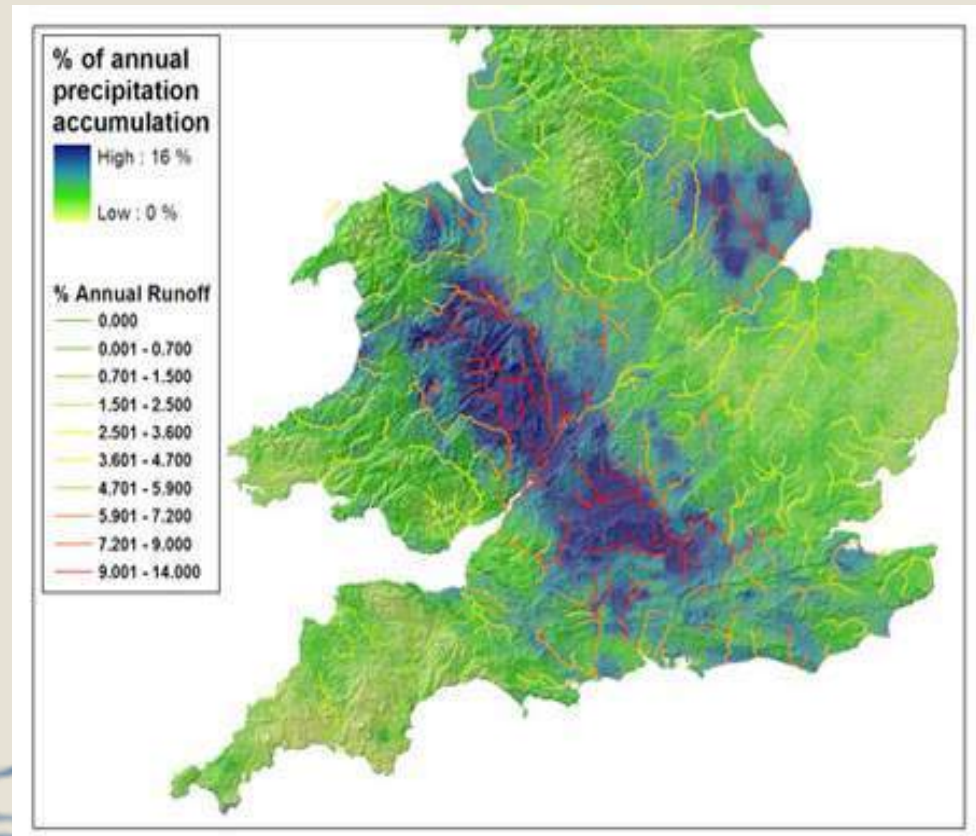 % of annual
precipitation
accumulation
High : 16 %
Low : 0 %
% Annual Runoff
0.000
0.001 - 0.700
0.701 - 1.500
1.501 - 2.500
2.501 - 3.600
3.601 - 4.700
4.701 - 5.900
5.901 - 7.200
7.201 - 9.000
9.001 - 14.000